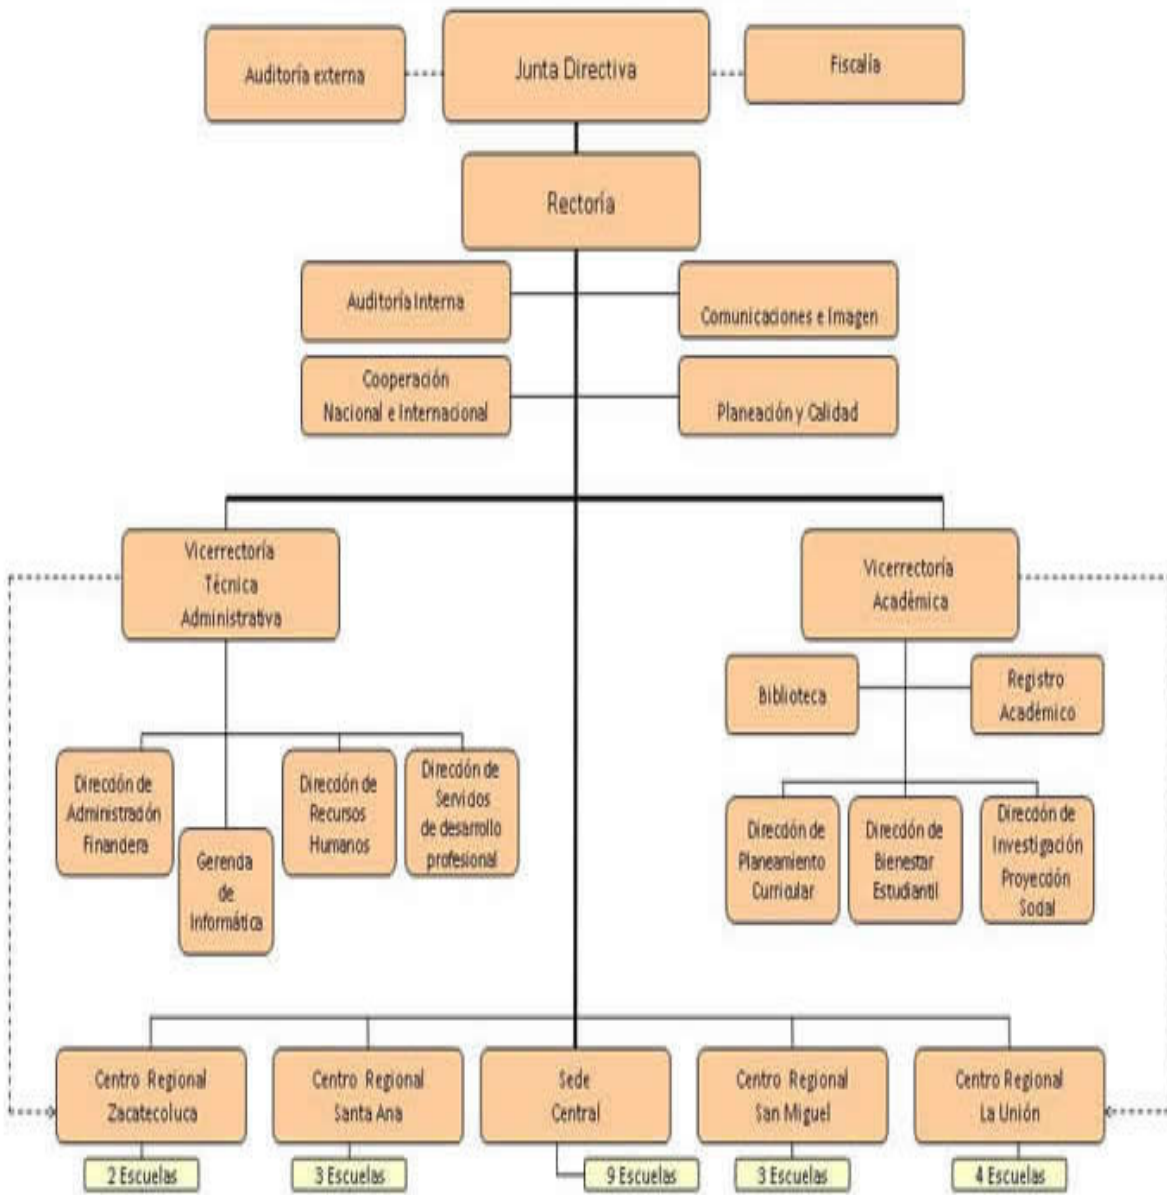 Auditoría externa
Junta Directiva
Fiscalía
Rectoría
Auditoría Interna
Comunicaciones e Imagen
Cooperación
Nacional e Internacional
Planeación y Calidad
Vicerrectoría
Técnica
Administrativa
Vicerrectoría
Académica
Biblioteca
Registro
Académico
Dirección de
Administración
Financiera
Gerencia
de
Informática
Dirección de
Recursos
Humanos
Dirección de
Servicios
de desarrollo
profesional
Dirección de
Planeamiento
Curricular
Dirección de
Bienestar
Estudiantil
Dirección de
Investigación
Proyección
Social
Centro Regional
Zacatecoluca
Centro Regional
Santa Ana
Sede
Central
Centro Regional
San Miguel
Centro Regional
La Unión
2 Escuelas
3 Escuelas
9 Escuelas
3 Escuelas
4 Escuelas